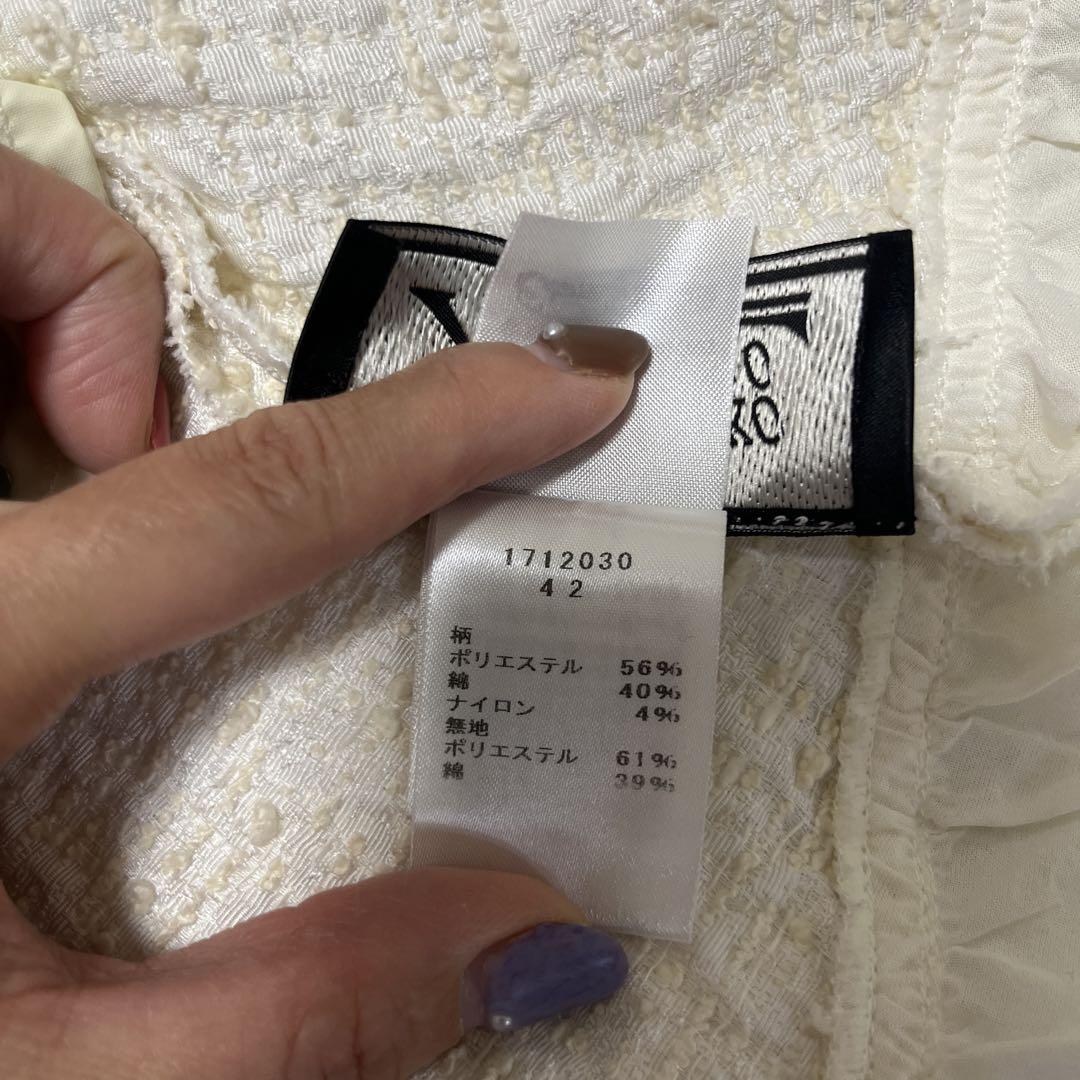 1712030
42
柄
ポリエステル 56%
綿 40%
ナイロン 4%
無地
ポリエステル 61%
綿 39%